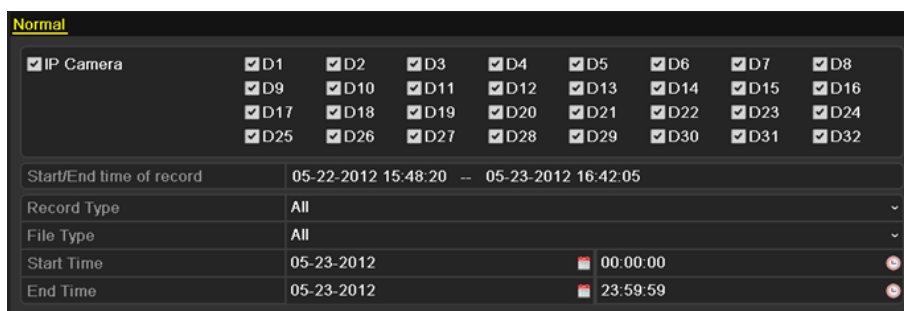 Normal
IP Camera D1 D2 D3 D4 D5 D6 D7 D8
D9 D10 D11 D12 D13 D14 D15 D16
D17 D18 D19 D20 D21 D22 D23 D24
D25 D26 D27 D28 D29 D30 D31 D32
Start/End time of record 05-22-2012 15:48:20 -- 05-23-2012 16:42:05
Record Type All
File Type All
Start Time 05-23-2012 00:00:00
End Time 05-23-2012 23:59:59